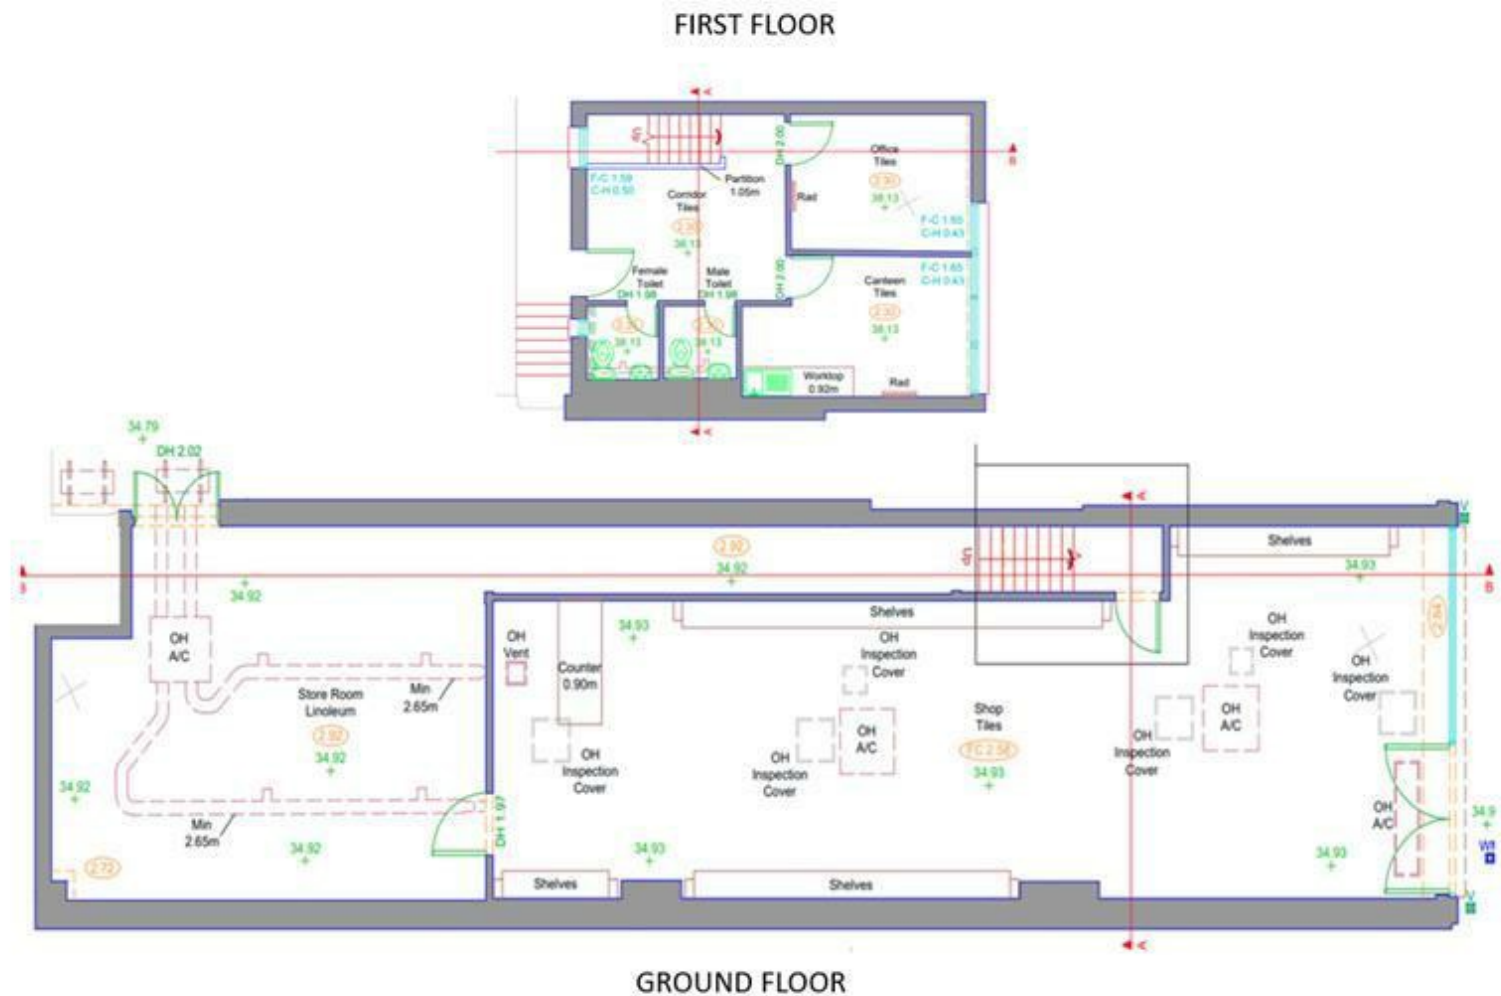 FIRST FLOOR
A
Up
DH 2.00
Office
Tiles
2.30
38.13
B
F-C 1.59
C-H 0.50
Partition
1.05m
Corridor
Tiles
38.13
Rad
F-C 1.65
C-H 0.43
Female
Toilet
DH 1.98
Male
Toilet
DH 1.98
DH 2.00
F-C 1.65
C-H 0.43
Canteen
Tiles
2.30
38.13
38.13
38.13
Worktop
0.92m
Rad
A
34.79
DH 2.02
A
V
B
34.92
2.92
34.92
Up
Shelves
34.93
B
OH
A/C
OH
Vent
Counter
0.90m
34.93
Shelves
OH
Inspection
Cover
OH
Inspection
Cover
2.64
OH
Inspection
Cover
Store Room
Linoleum
2.92
34.92
Min
2.65m
Shop
Tiles
34.93
OH
A/C
OH
A/C
OH
Inspection
Cover
OH
Inspection
Cover
OH
Inspection
Cover
34.92
Min
2.65m
34.92
DH 1.97
OH
A/C
34.9
2.72
34.93
34.93
Shelves
Shelves
V
A
GROUND FLOOR